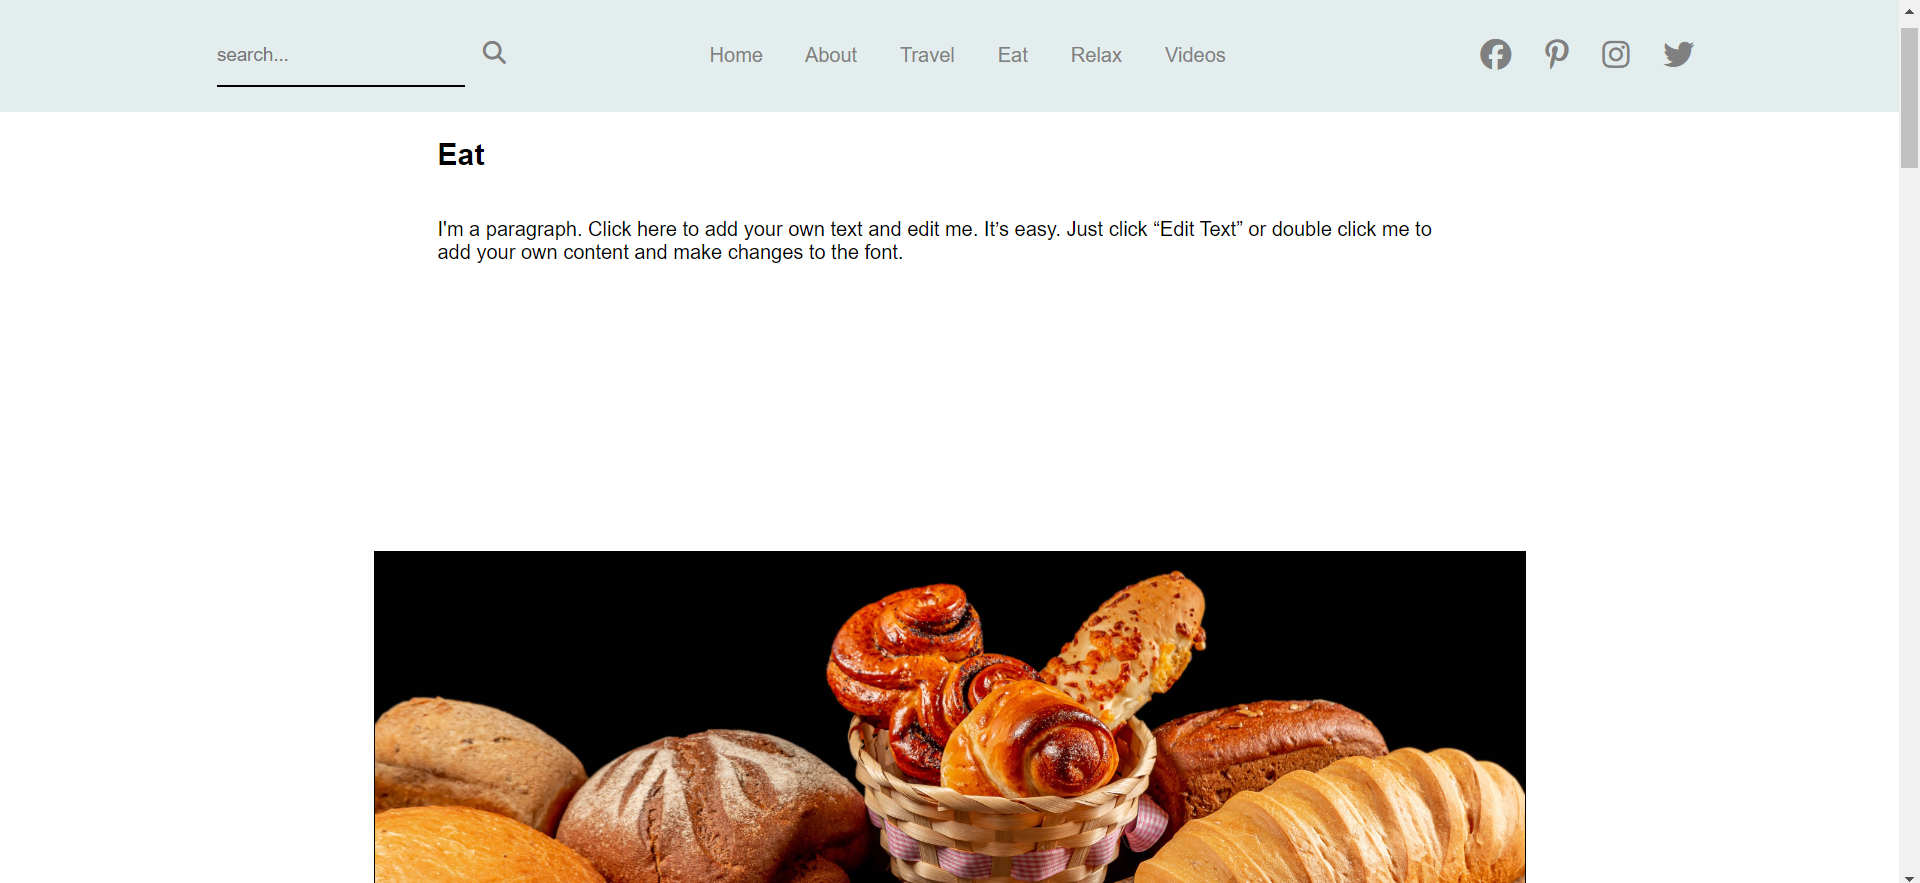 search...
Home About Travel Eat Relax Videos
Eat
I'm a paragraph. Click here to add your own text and edit me. It’s easy. Just click “Edit Text” or double click me to
add your own content and make changes to the font.